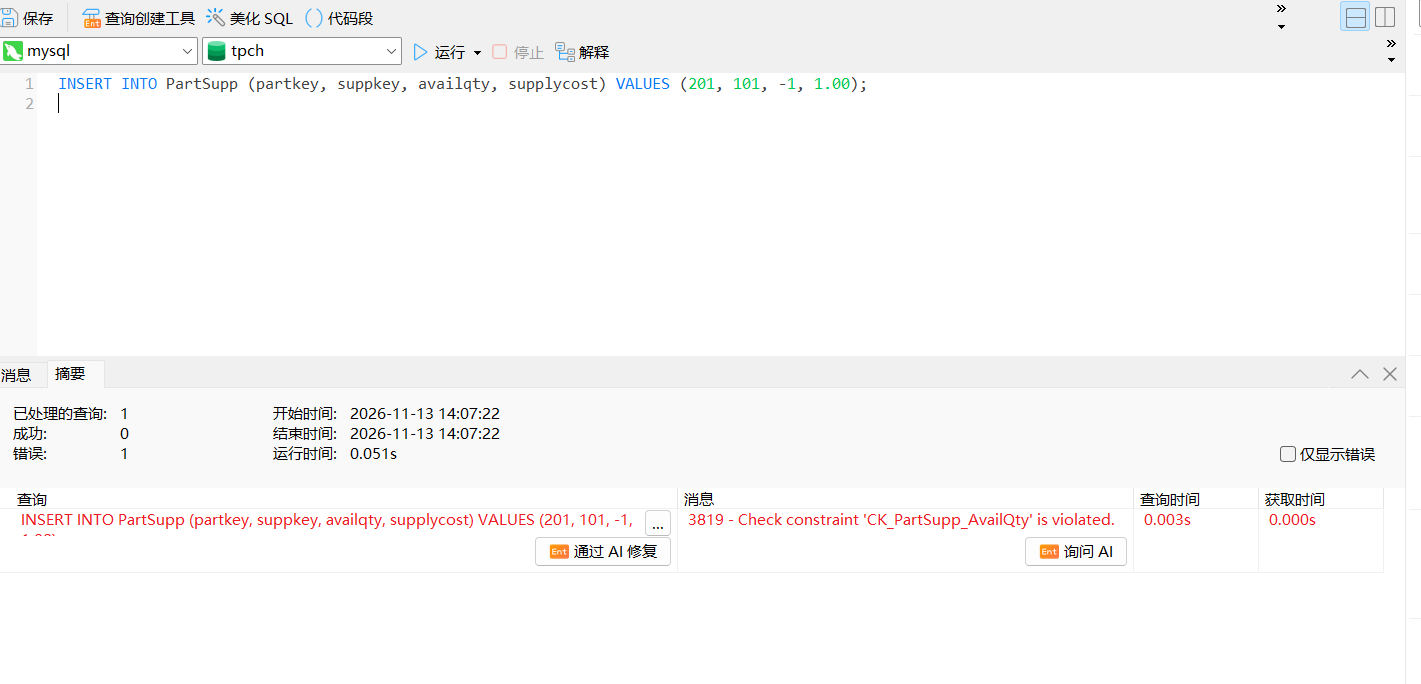 保存 Ent 查询创建工具 美化 SQL () 代码段 »
mysql tpch 运行 停止 解释 »
1 INSERT INTO PartSupp (partkey, suppkey, availqty, supplycost) VALUES (201, 101, -1, 1.00);
2
消息 摘要
已处理的查询: 1 开始时间: 2026-11-13 14:07:22
成功: 0 结束时间: 2026-11-13 14:07:22
错误: 1 运行时间: 0.051s 仅显示错误
查询 消息 查询时间 获取时间
INSERT INTO PartSupp (partkey, suppkey, availqty, supplycost) VALUES (201, 101, -1, ... 3819 - Check constraint 'CK_PartSupp_AvailQty' is violated. 0.003s 0.000s
Ent 通过 AI 修复 Ent 询问 AI